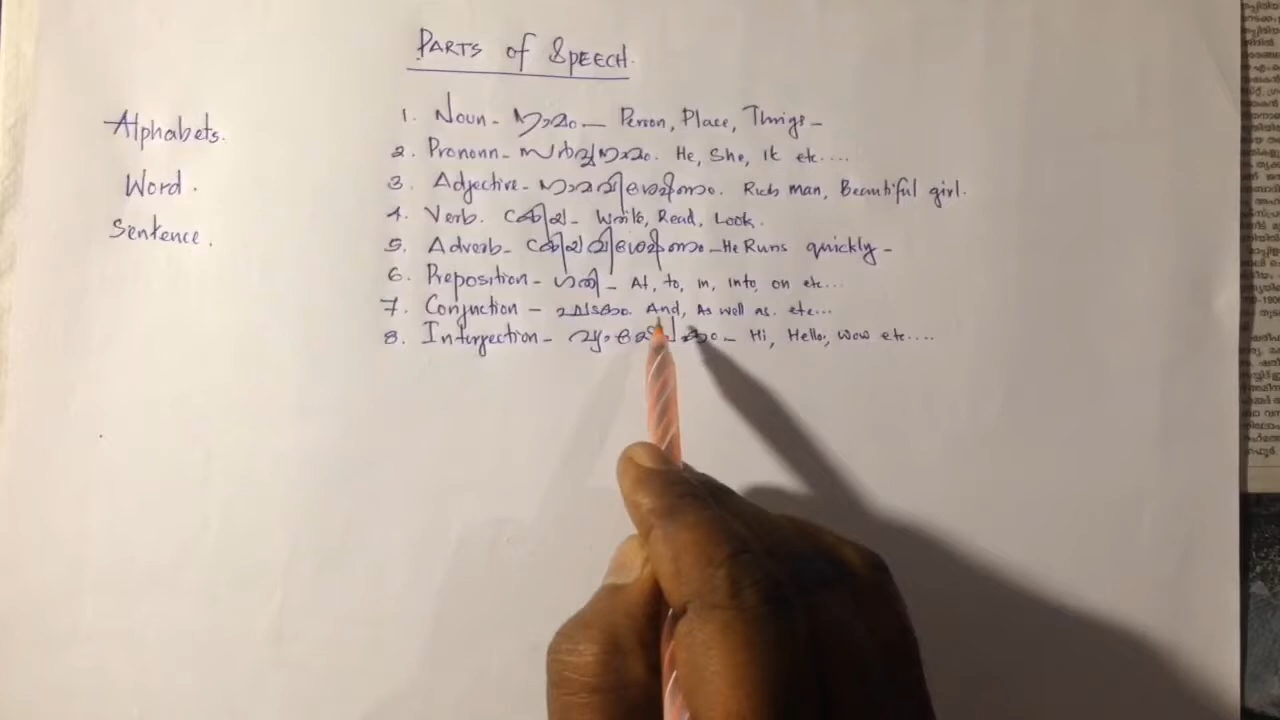 PARTS of SPEECH.
Alphabets.
Word.
Sentence.
1. Noun - നാമം — Person, Place, Things -
2. Pronoun - സർവ്വനാമം. He, She, It etc....
3. Adjective - നാമവിശേഷണം. Rich man, Beautiful girl.
4. Verb. ക്രിയ - Write, Read, Look.
5. Adverb - ക്രിയാവിശേഷണം - He Runs quickly -
6. Preposition - ഗതി - At, to, in, into, on etc...
7. Conjuction - ഘടകം. And, As well as. etc...
8. Interjection - - Hi, Hello, Wow etc....